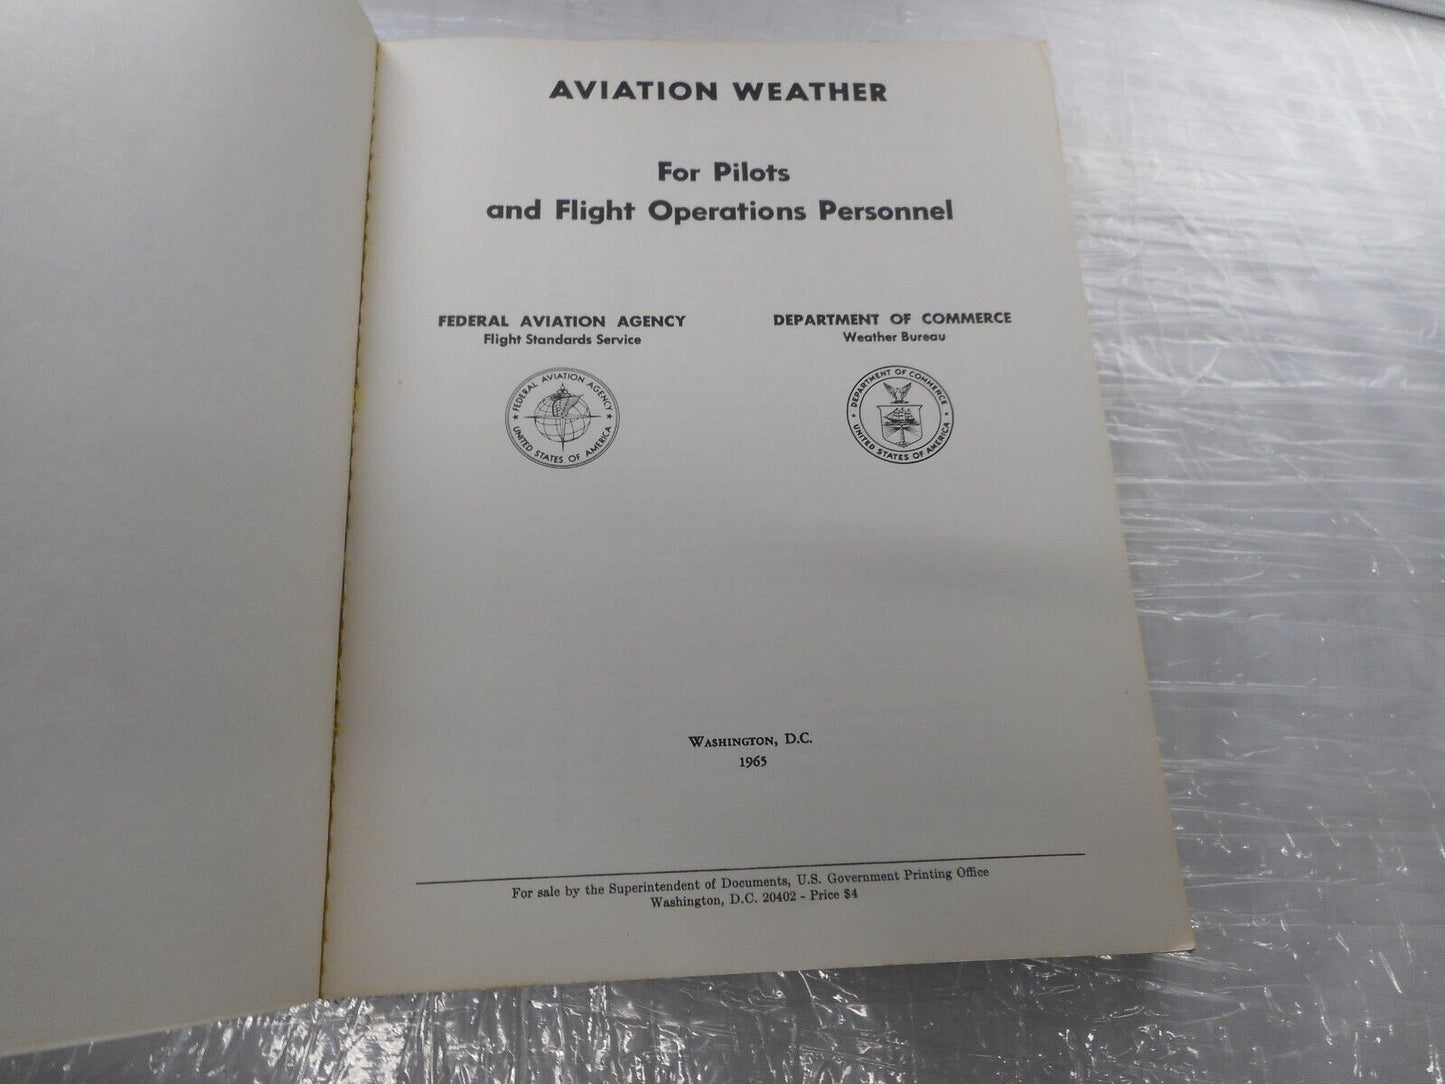 AVIATION WEATHER
For Pilots
and Flight Operations Personnel
FEDERAL AVIATION AGENCY
Flight Standards Service
DEPARTMENT OF COMMERCE
Weather Bureau
FEDERAL AVIATION AGENCY
UNITED STATES OF AMERICA
DEPARTMENT OF COMMERCE
UNITED STATES OF AMERICA
WASHINGTON, D.C.
1965
For sale by the Superintendent of Documents, U.S. Government Printing Office
Washington, D.C. 20402 - Price $4